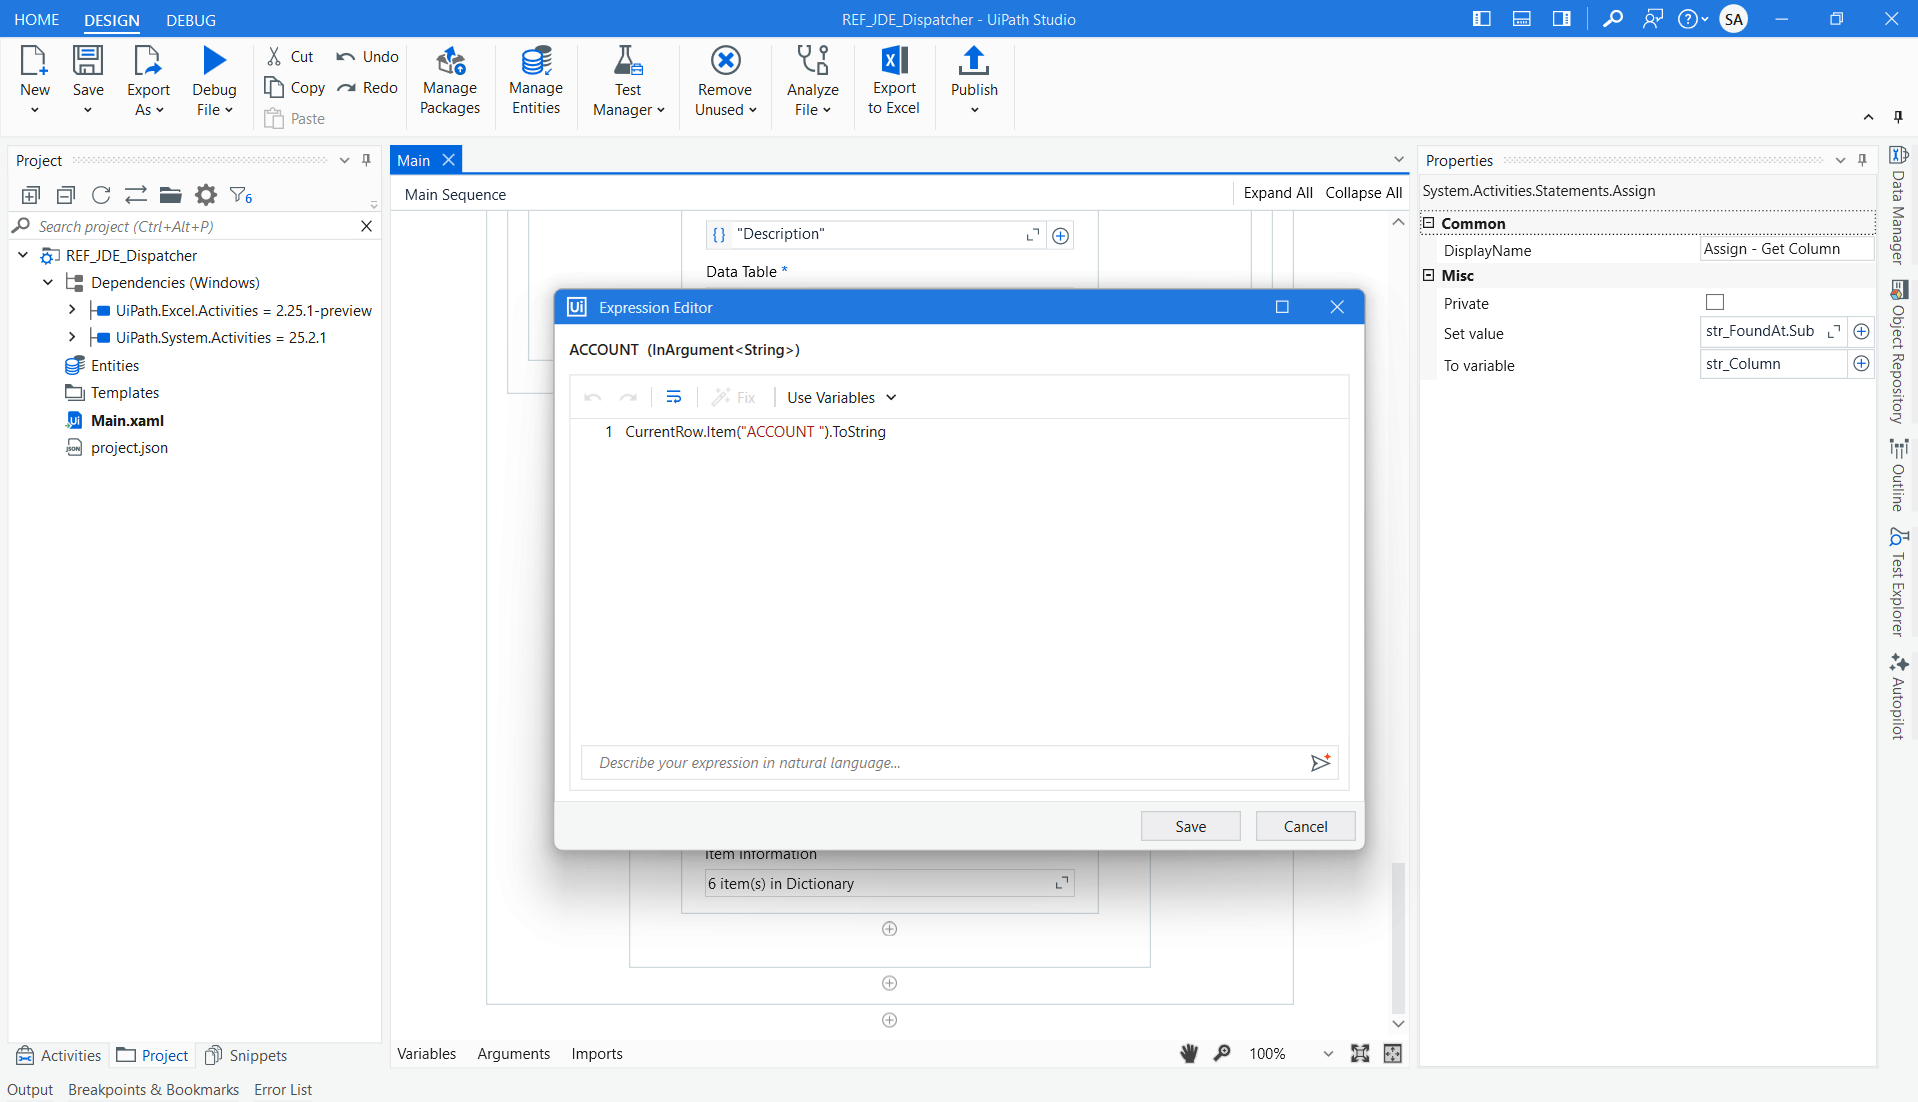 HOME DESIGN DEBUG
REF_JDE_Dispatcher - UiPath Studio
SA
New
Save
Export As
Debug File
Cut
Copy
Paste
Undo
Redo
Manage Packages
Manage Entities
Test Manager
Remove Unused
Analyze File
Export to Excel
Publish
Project
6
Search project (Ctrl+Alt+P)
REF_JDE_Dispatcher
Dependencies (Windows)
UiPath.Excel.Activities = 2.25.1-preview
UiPath.System.Activities = 25.2.1
Entities
Templates
Main.xaml
project.json
Activities Project Snippets
Output Breakpoints & Bookmarks Error List
Main
Main Sequence
Expand All Collapse All
{} "Description"
Data Table *
Ui Expression Editor
ACCOUNT (InArgument<String>)
Fix
Use Variables
1 CurrentRow.Item("ACCOUNT ").ToString
Describe your expression in natural language...
Save Cancel
Item Information
6 item(s) in Dictionary
Variables Arguments Imports
100%
Properties
System.Activities.Statements.Assign
Common
DisplayName Assign - Get Column
Misc
Private
Set value str_FoundAt.Sub
To variable str_Column
Data Manager
Object Repository
Outline
Test Explorer
Autopilot